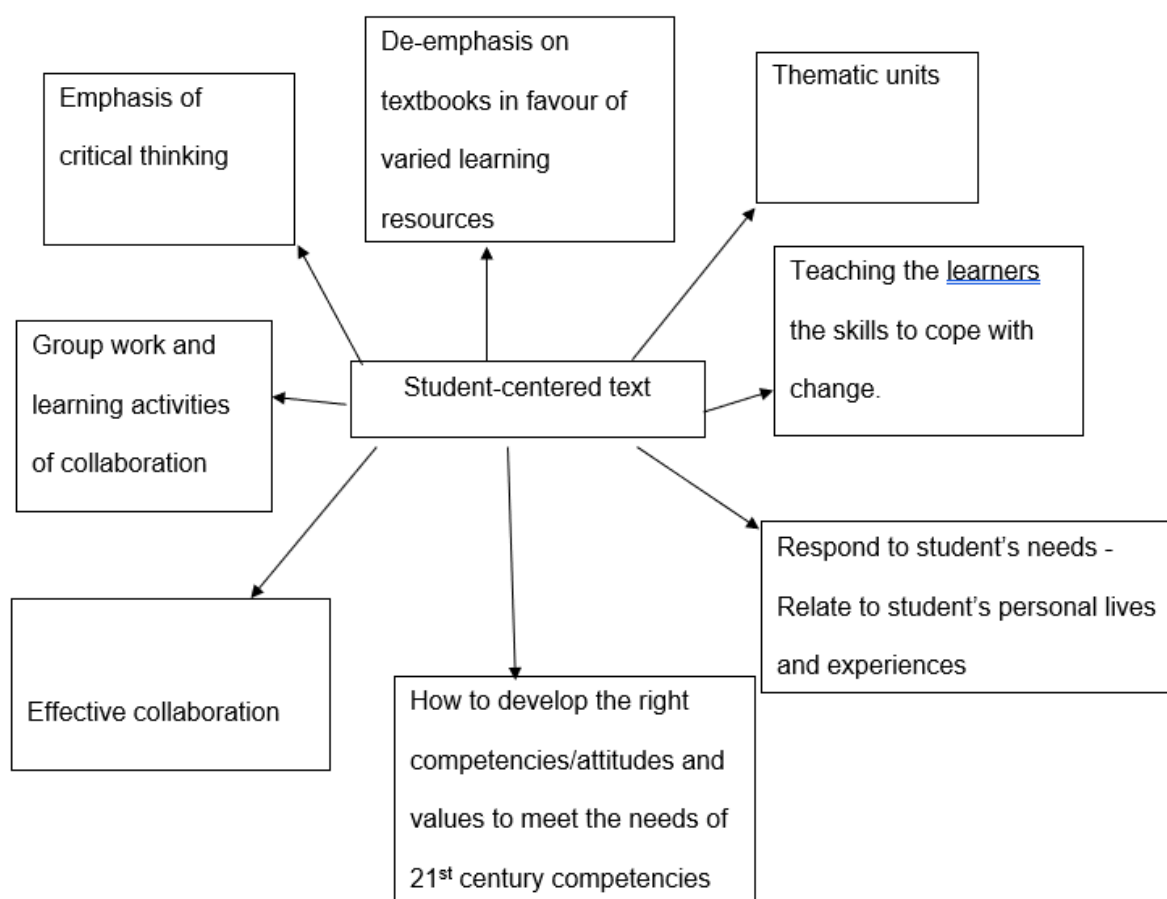 De-emphasis on
textbooks in favour of
varied learning
resources
Emphasis of
critical thinking
Thematic units
Teaching the learners
the skills to cope with
change.
Group work and
learning activities
of collaboration
Student-centered text
Respond to student’s needs -
Relate to student’s personal lives
and experiences
Effective collaboration
How to develop the right
competencies/attitudes and
values to meet the needs of
21st century competencies